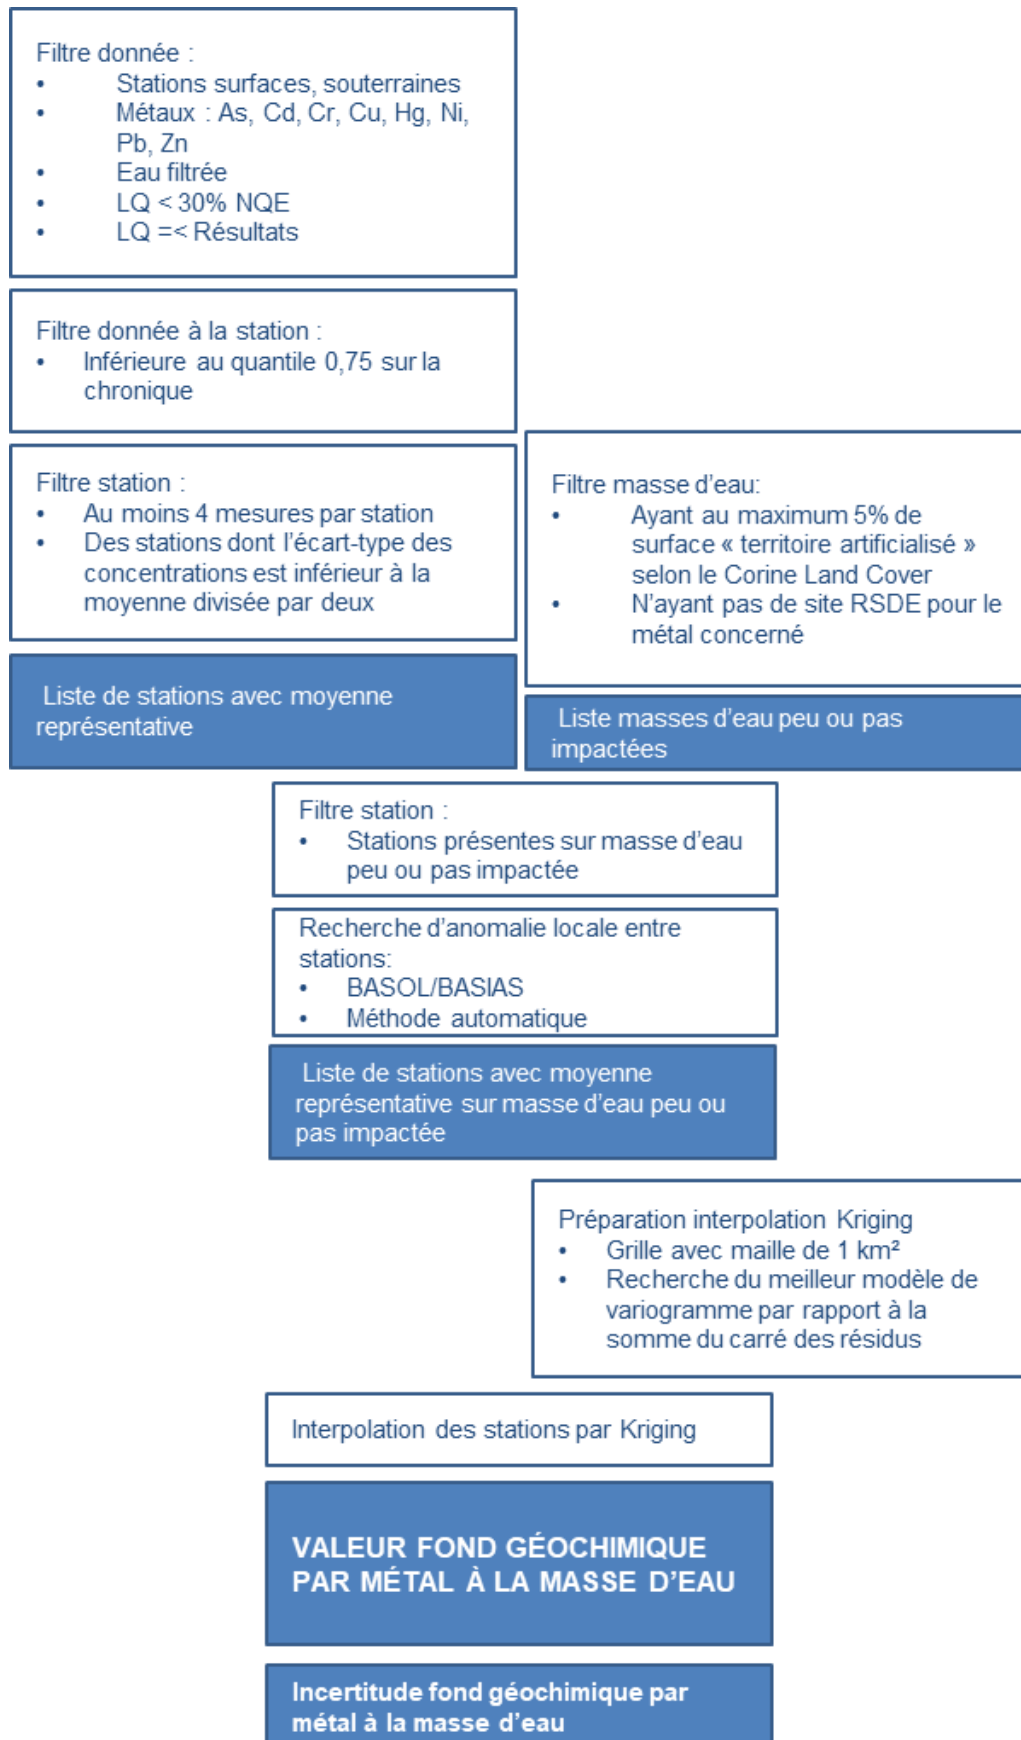 Filtre donnée :
• Stations surfaces, souterraines
• Métaux : As, Cd, Cr, Cu, Hg, Ni,
Pb, Zn
• Eau filtrée
• LQ < 30% NQE
• LQ =< Résultats
Filtre donnée à la station :
• Inférieure au quantile 0,75 sur la
chronique
Filtre station :
• Au moins 4 mesures par station
• Des stations dont l'écart-type des
concentrations est inférieur à la
moyenne divisée par deux
Liste de stations avec moyenne
représentative
Filtre masse d'eau:
• Ayant au maximum 5% de
surface « territoire artificialisé »
selon le Corine Land Cover
• N'ayant pas de site RSDE pour le
métal concerné
Liste masses d'eau peu ou pas
impactées
Filtre station :
• Stations présentes sur masse d'eau
peu ou pas impactée
Recherche d'anomalie locale entre
stations:
• BASOL/BASIAS
• Méthode automatique
Liste de stations avec moyenne
représentative sur masse d'eau peu ou
pas impactée
Préparation interpolation Kriging
• Grille avec maille de 1 km²
• Recherche du meilleur modèle de
variogramme par rapport à la
somme du carré des résidus
Interpolation des stations par Kriging
VALEUR FOND GÉOCHIMIQUE
PAR MÉTAL À LA MASSE D'EAU
Incertitude fond géochimique par
métal à la masse d'eau